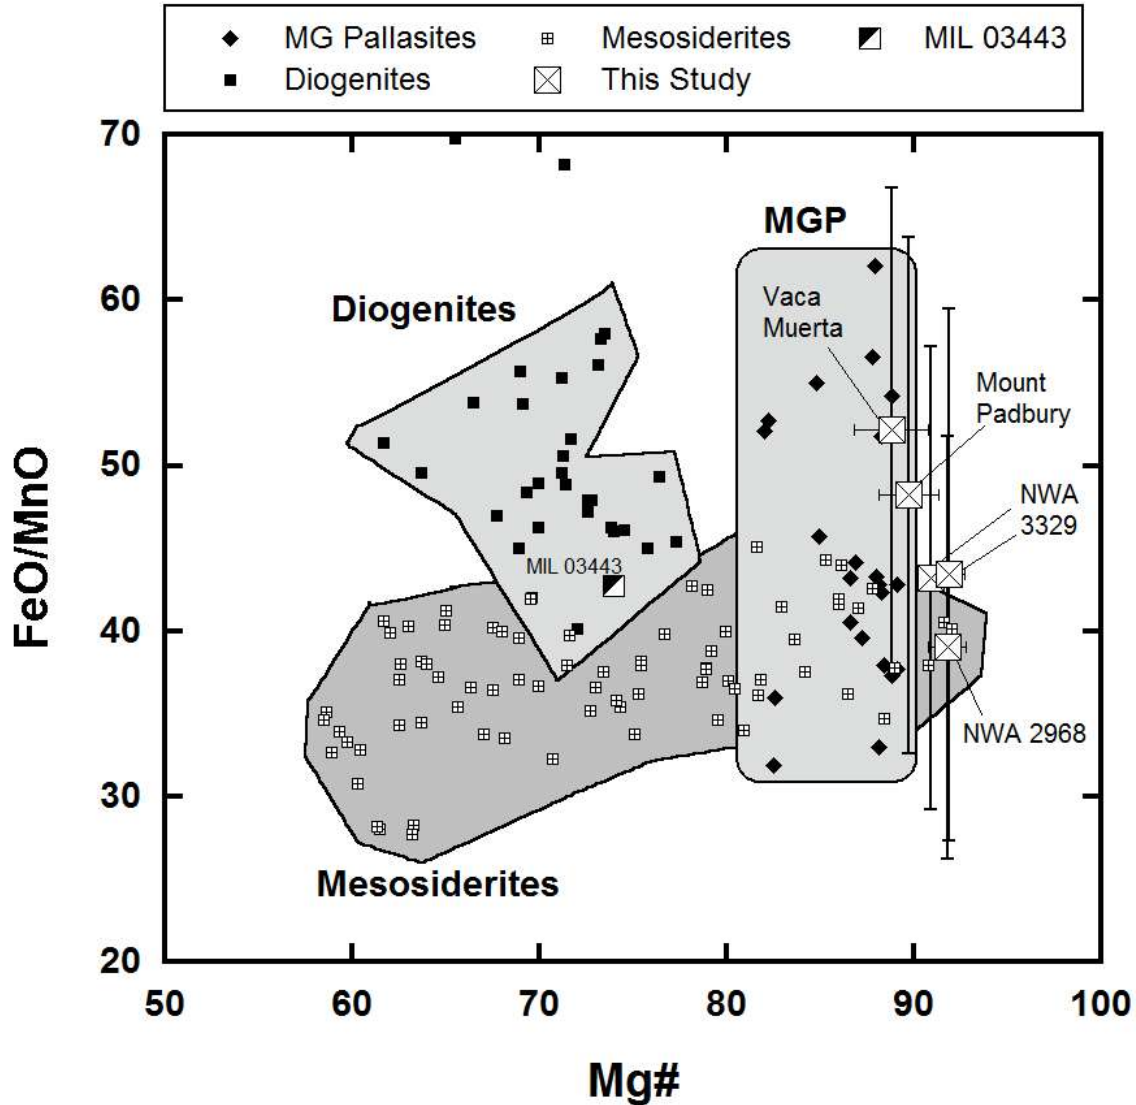 MG Pallasites
Mesosiderites
MIL 03443
Diogenites
This Study
70
MGP
60
Diogenites
Vaca
Muerta
Mount
Padbury
FeO/MnO
50
NWA
3329
MIL 03443
40
NWA 2968
30
Mesosiderites
20
50
60
70
80
90
100
Mg#